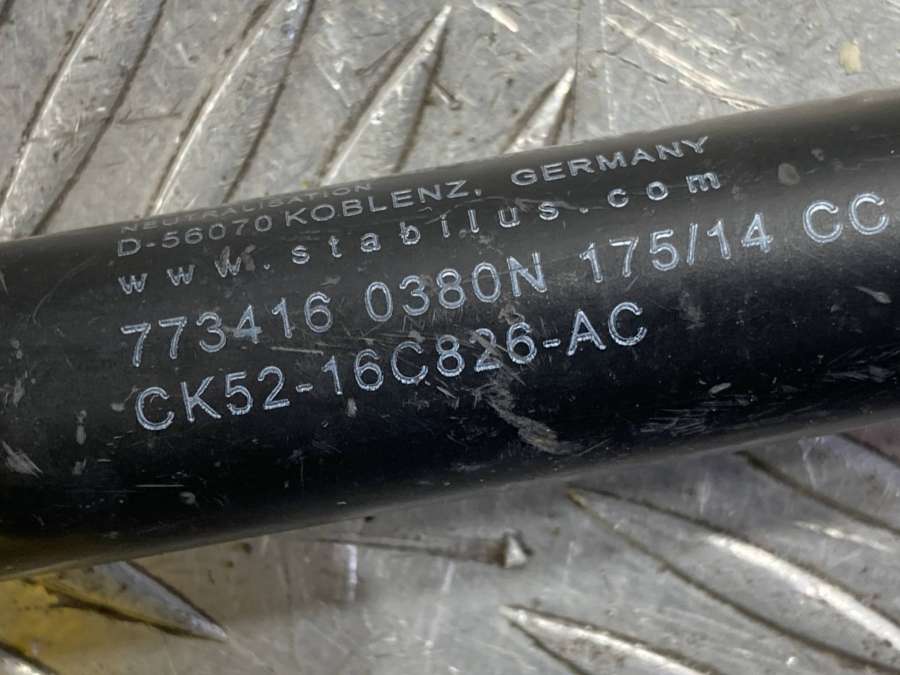 NEUTRALISATION
D-56070 KOBLENZ, GERMANY
www.stabilus.com
773416 0380N 175/14 CC
CK52-16C826-AC